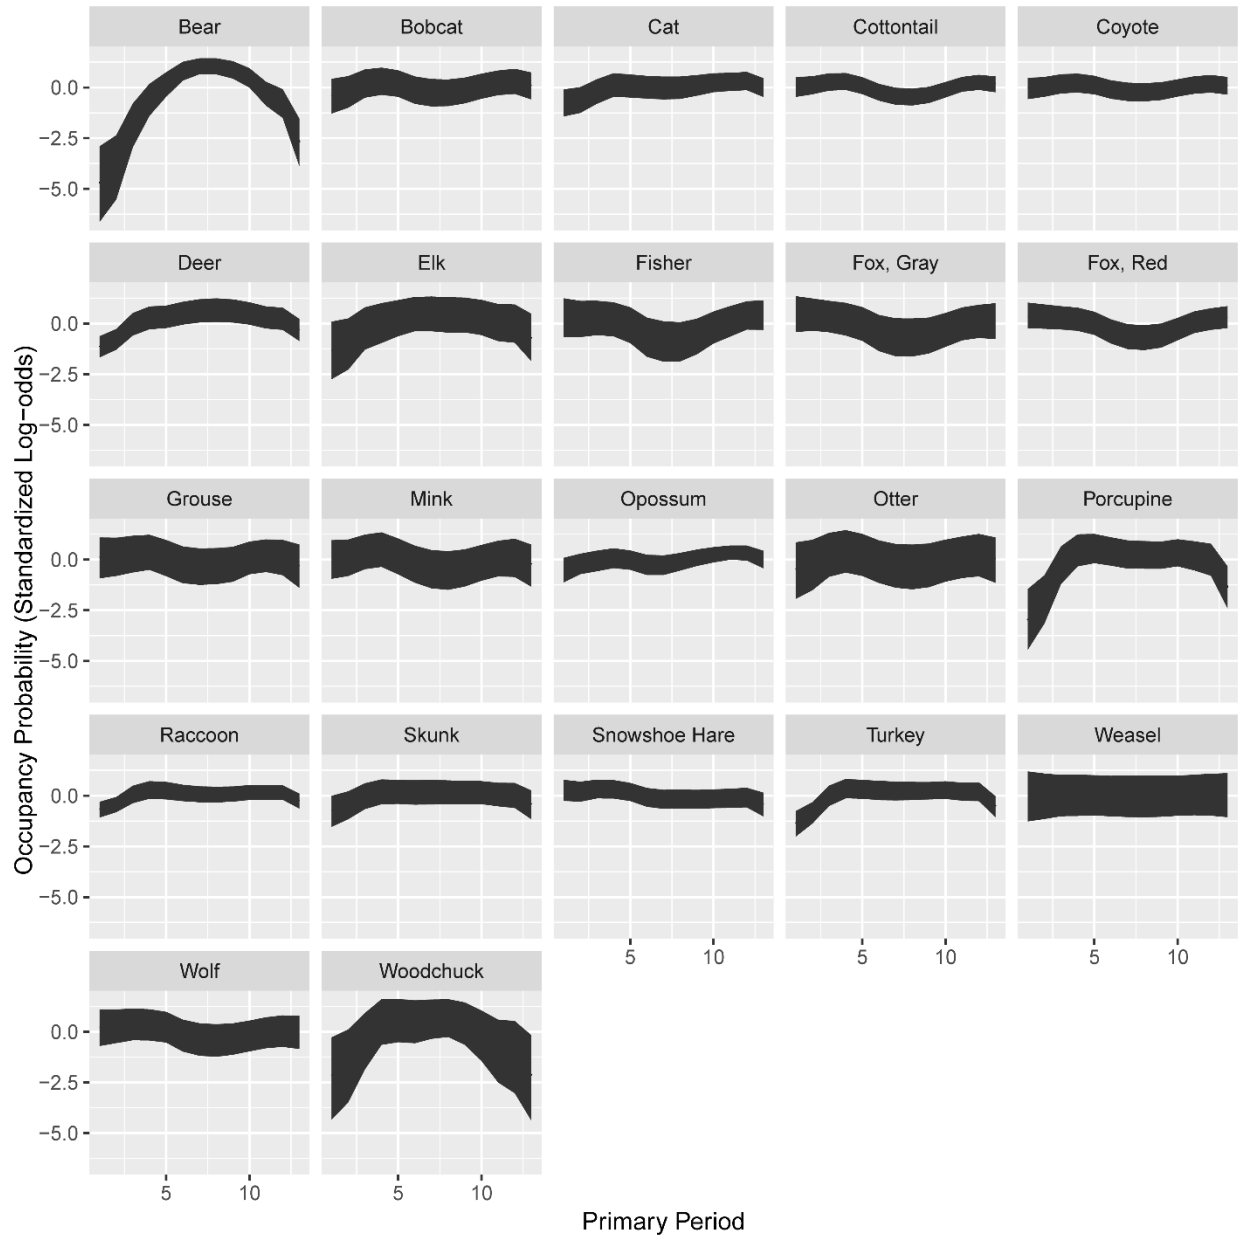 Bear Bobcat Cat Cottontail Coyote
0.0
−2.5
−5.0
Deer Elk Fisher Fox, Gray Fox, Red
0.0
−2.5
−5.0
Grouse Mink Opossum Otter Porcupine
0.0
−2.5
−5.0
Raccoon Skunk Snowshoe Hare Turkey Weasel
0.0
−2.5
−5.0
5 10 5 10 5 10
Wolf Woodchuck
0.0
−2.5
−5.0
5 10 5 10
Primary Period
Occupancy Probability (Standardized Log−odds)